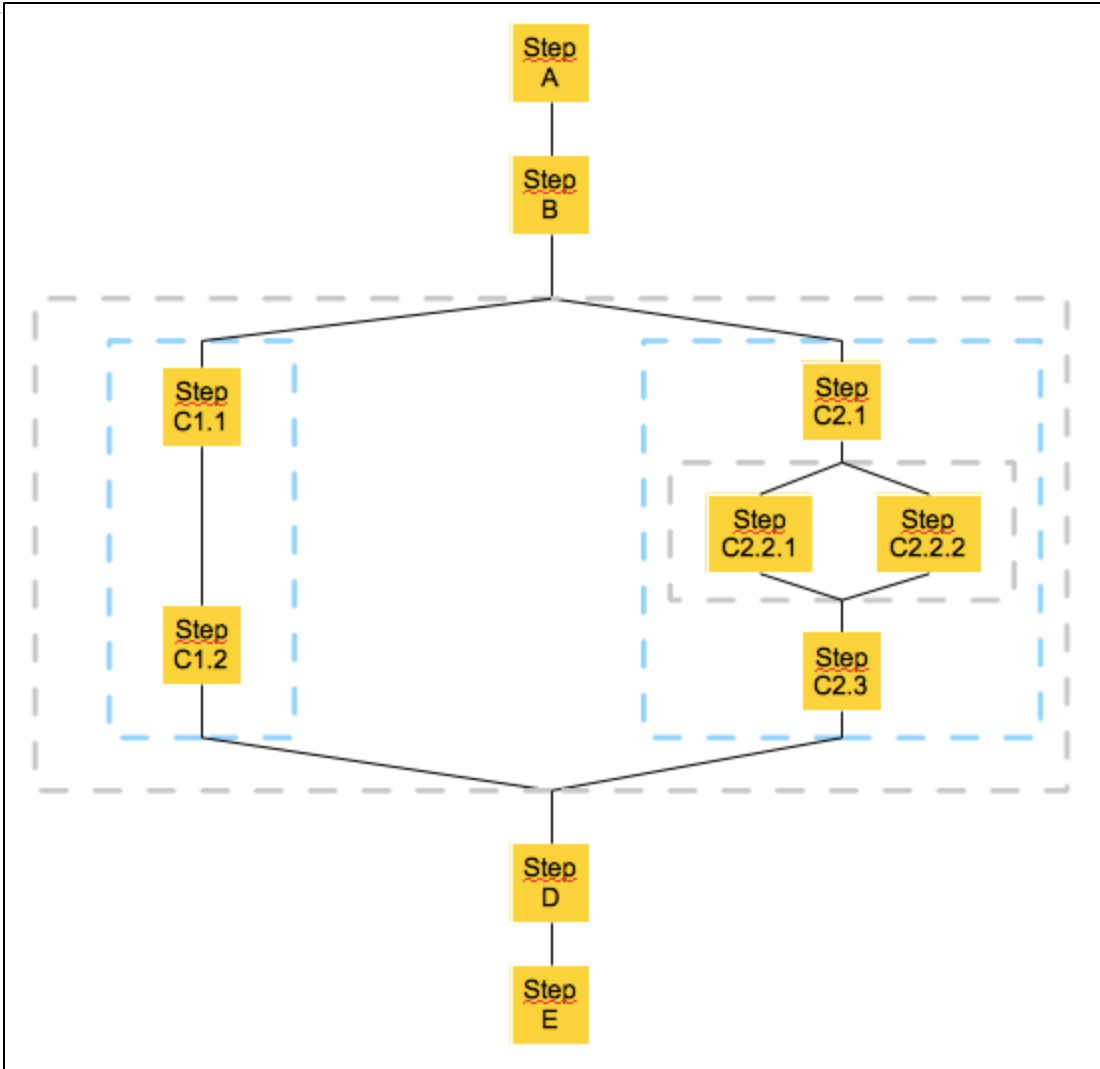 Step
A
Step
B
Step
C1.1
Step
C2.1
Step
C2.2.1
Step
C2.2.2
Step
C1.2
Step
C2.3
Step
D
Step
E